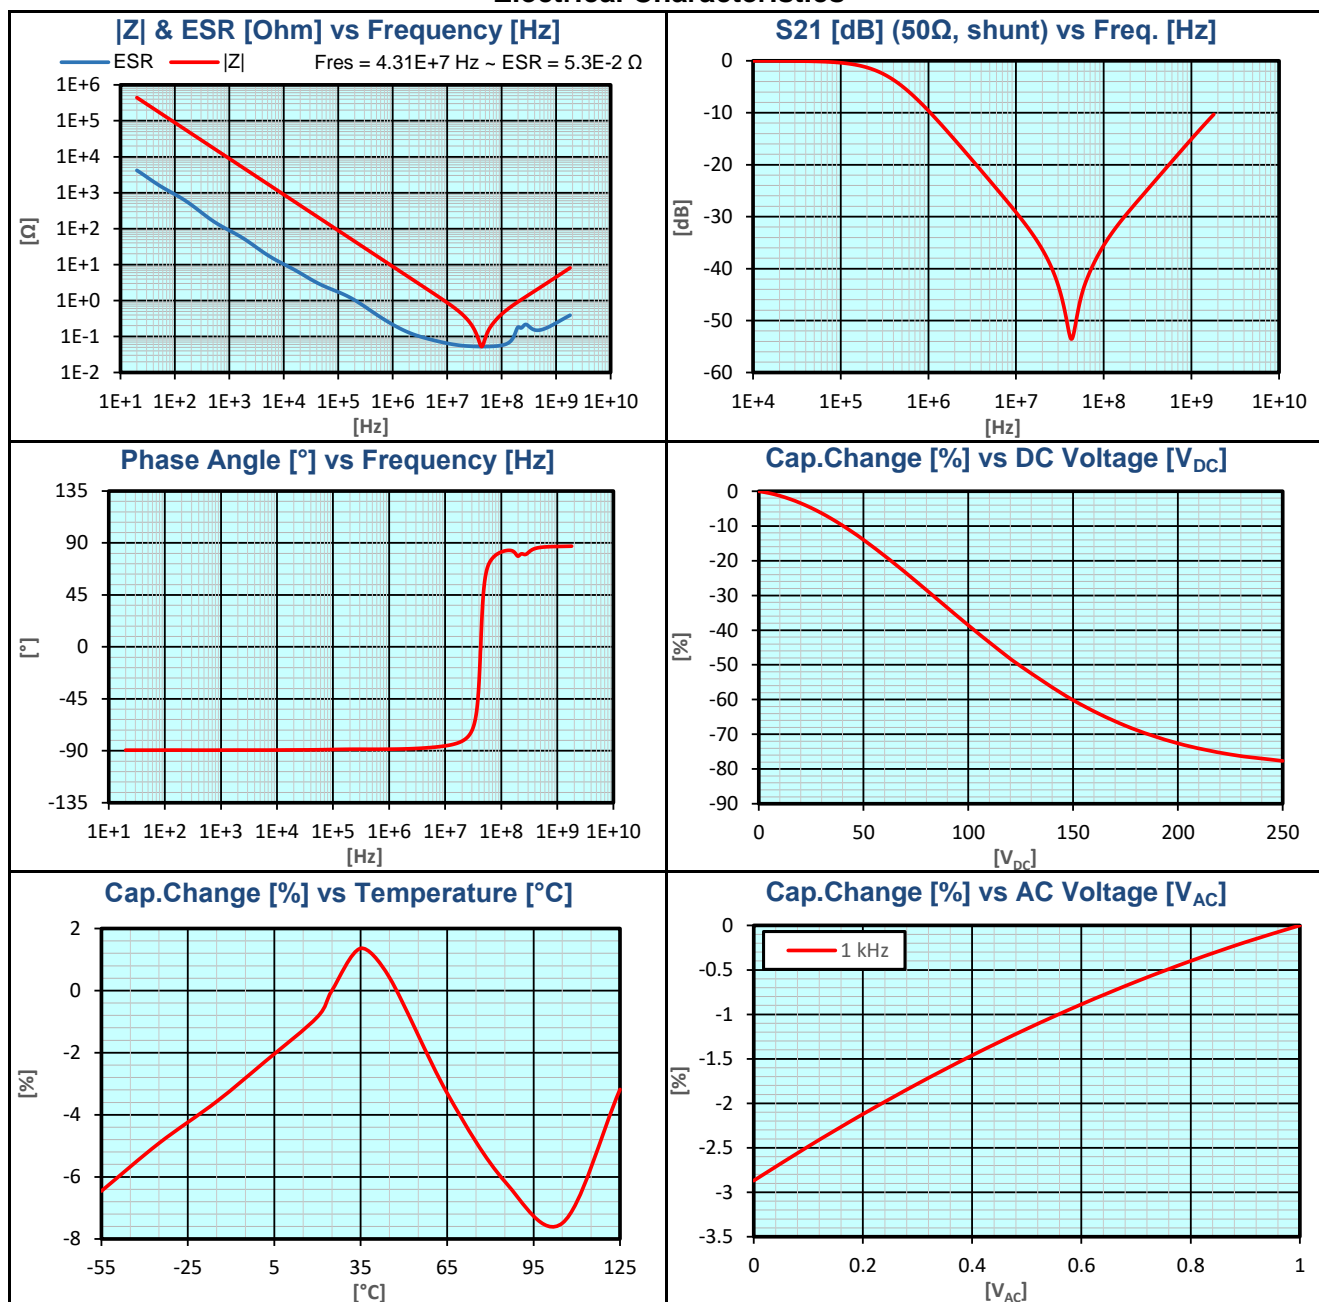 |Z| & ESR [Ohm] vs Frequency [Hz]
ESR |Z| Fres = 4.31E+7 Hz ~ ESR = 5.3E-2 Ω
1E+6
1E+5
1E+4
1E+3
1E+2
1E+1
1E+0
1E-1
1E-2
[Ω]
1E+1 1E+2 1E+3 1E+4 1E+5 1E+6 1E+7 1E+8 1E+9 1E+10
[Hz]
S21 [dB] (50Ω, shunt) vs Freq. [Hz]
0
-10
-20
-30
-40
-50
-60
[dB]
1E+4 1E+5 1E+6 1E+7 1E+8 1E+9 1E+10
[Hz]
Phase Angle [°] vs Frequency [Hz]
135
90
45
0
-45
-90
-135
[°]
1E+1 1E+2 1E+3 1E+4 1E+5 1E+6 1E+7 1E+8 1E+9 1E+10
[Hz]
Cap.Change [%] vs DC Voltage [VDC]
0
-10
-20
-30
-40
-50
-60
-70
-80
-90
[%]
0 50 100 150 200 250
[VDC]
Cap.Change [%] vs Temperature [°C]
2
0
-2
-4
-6
-8
[%]
-55 -25 5 35 65 95 125
[°C]
Cap.Change [%] vs AC Voltage [VAC]
1 kHz
0
-0.5
-1
-1.5
-2
-2.5
-3
-3.5
[%]
0 0.2 0.4 0.6 0.8 1
[VAC]